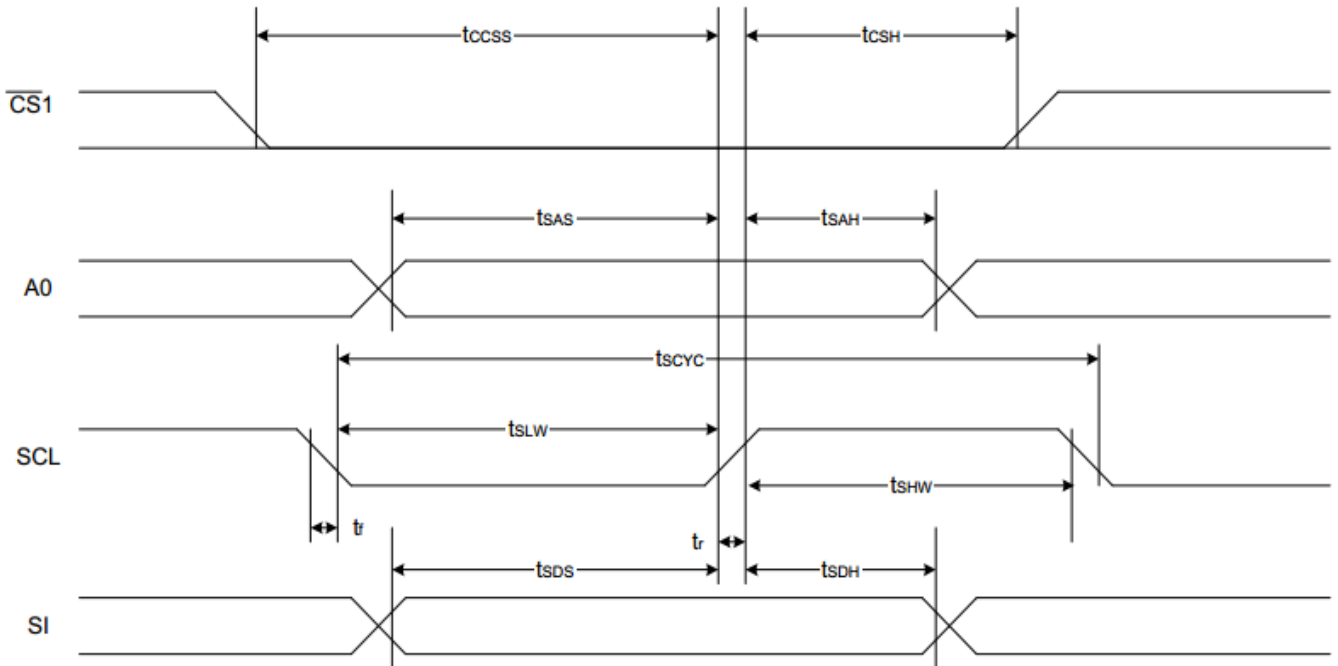 tCCSS tCSH
CS1
tSAS tSAH
A0
tSCYC
tSLW
SCL
tSHW
tf
tr
tSDS tSDH
SI